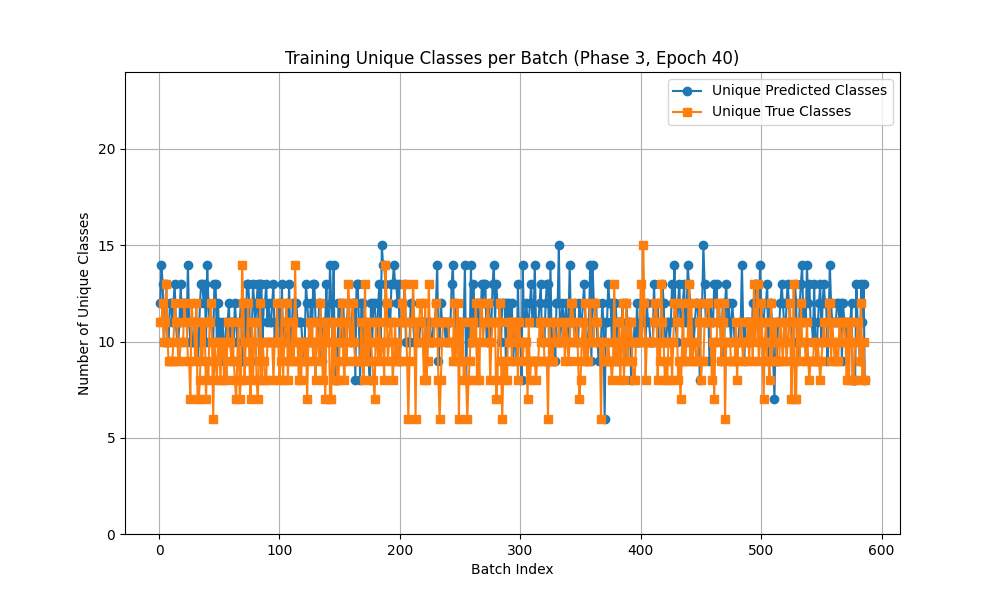 Training Unique Classes per Batch (Phase 3, Epoch 40)
Unique Predicted Classes
Unique True Classes
Number of Unique Classes
20
15
10
5
0
0 100 200 300 400 500 600
Batch Index